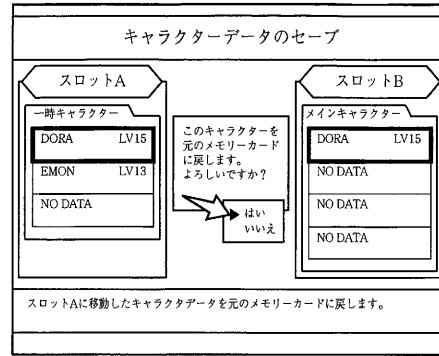 キャラクターデータのセーブ
スロットA
一時キャラクター
DORA LV15
EMON LV13
NO DATA
このキャラクターを
元のメモリーカード
に戻します。
よろしいですか？
はい
いいえ
スロットB
メインキャラクター
DORA LV15
NO DATA
NO DATA
NO DATA
スロットAに移動したキャラクタデータを元のメモリーカードに戻します。